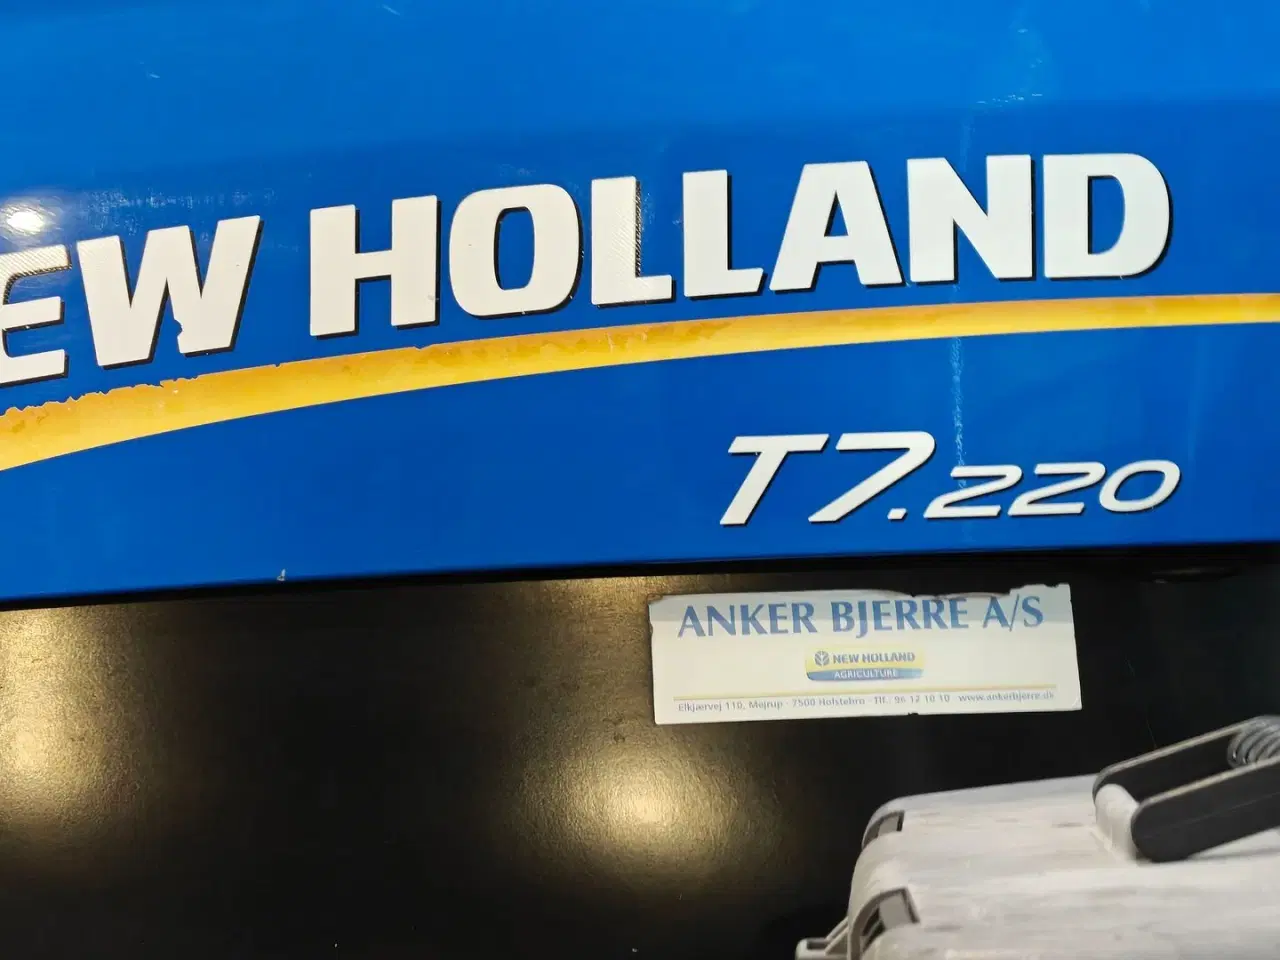 EW HOLLAND
T7.220
ANKER BJERRE A/S
NEW HOLLAND
AGRICULTURE
Elkjærvej 110, Mejrup - 7500 Holstebro - Tlf.: 96 12 10 10 www.ankerbjerre.dk